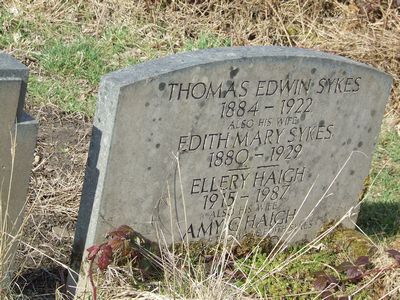 THOMAS EDWIN SYKES
1884 - 1922
ALSO HIS WIFE
EDITH MARY SYKES
1880 - 1929
ELLERY HAIGH
1915 - 1987
ALSO
AMY G HAIGH